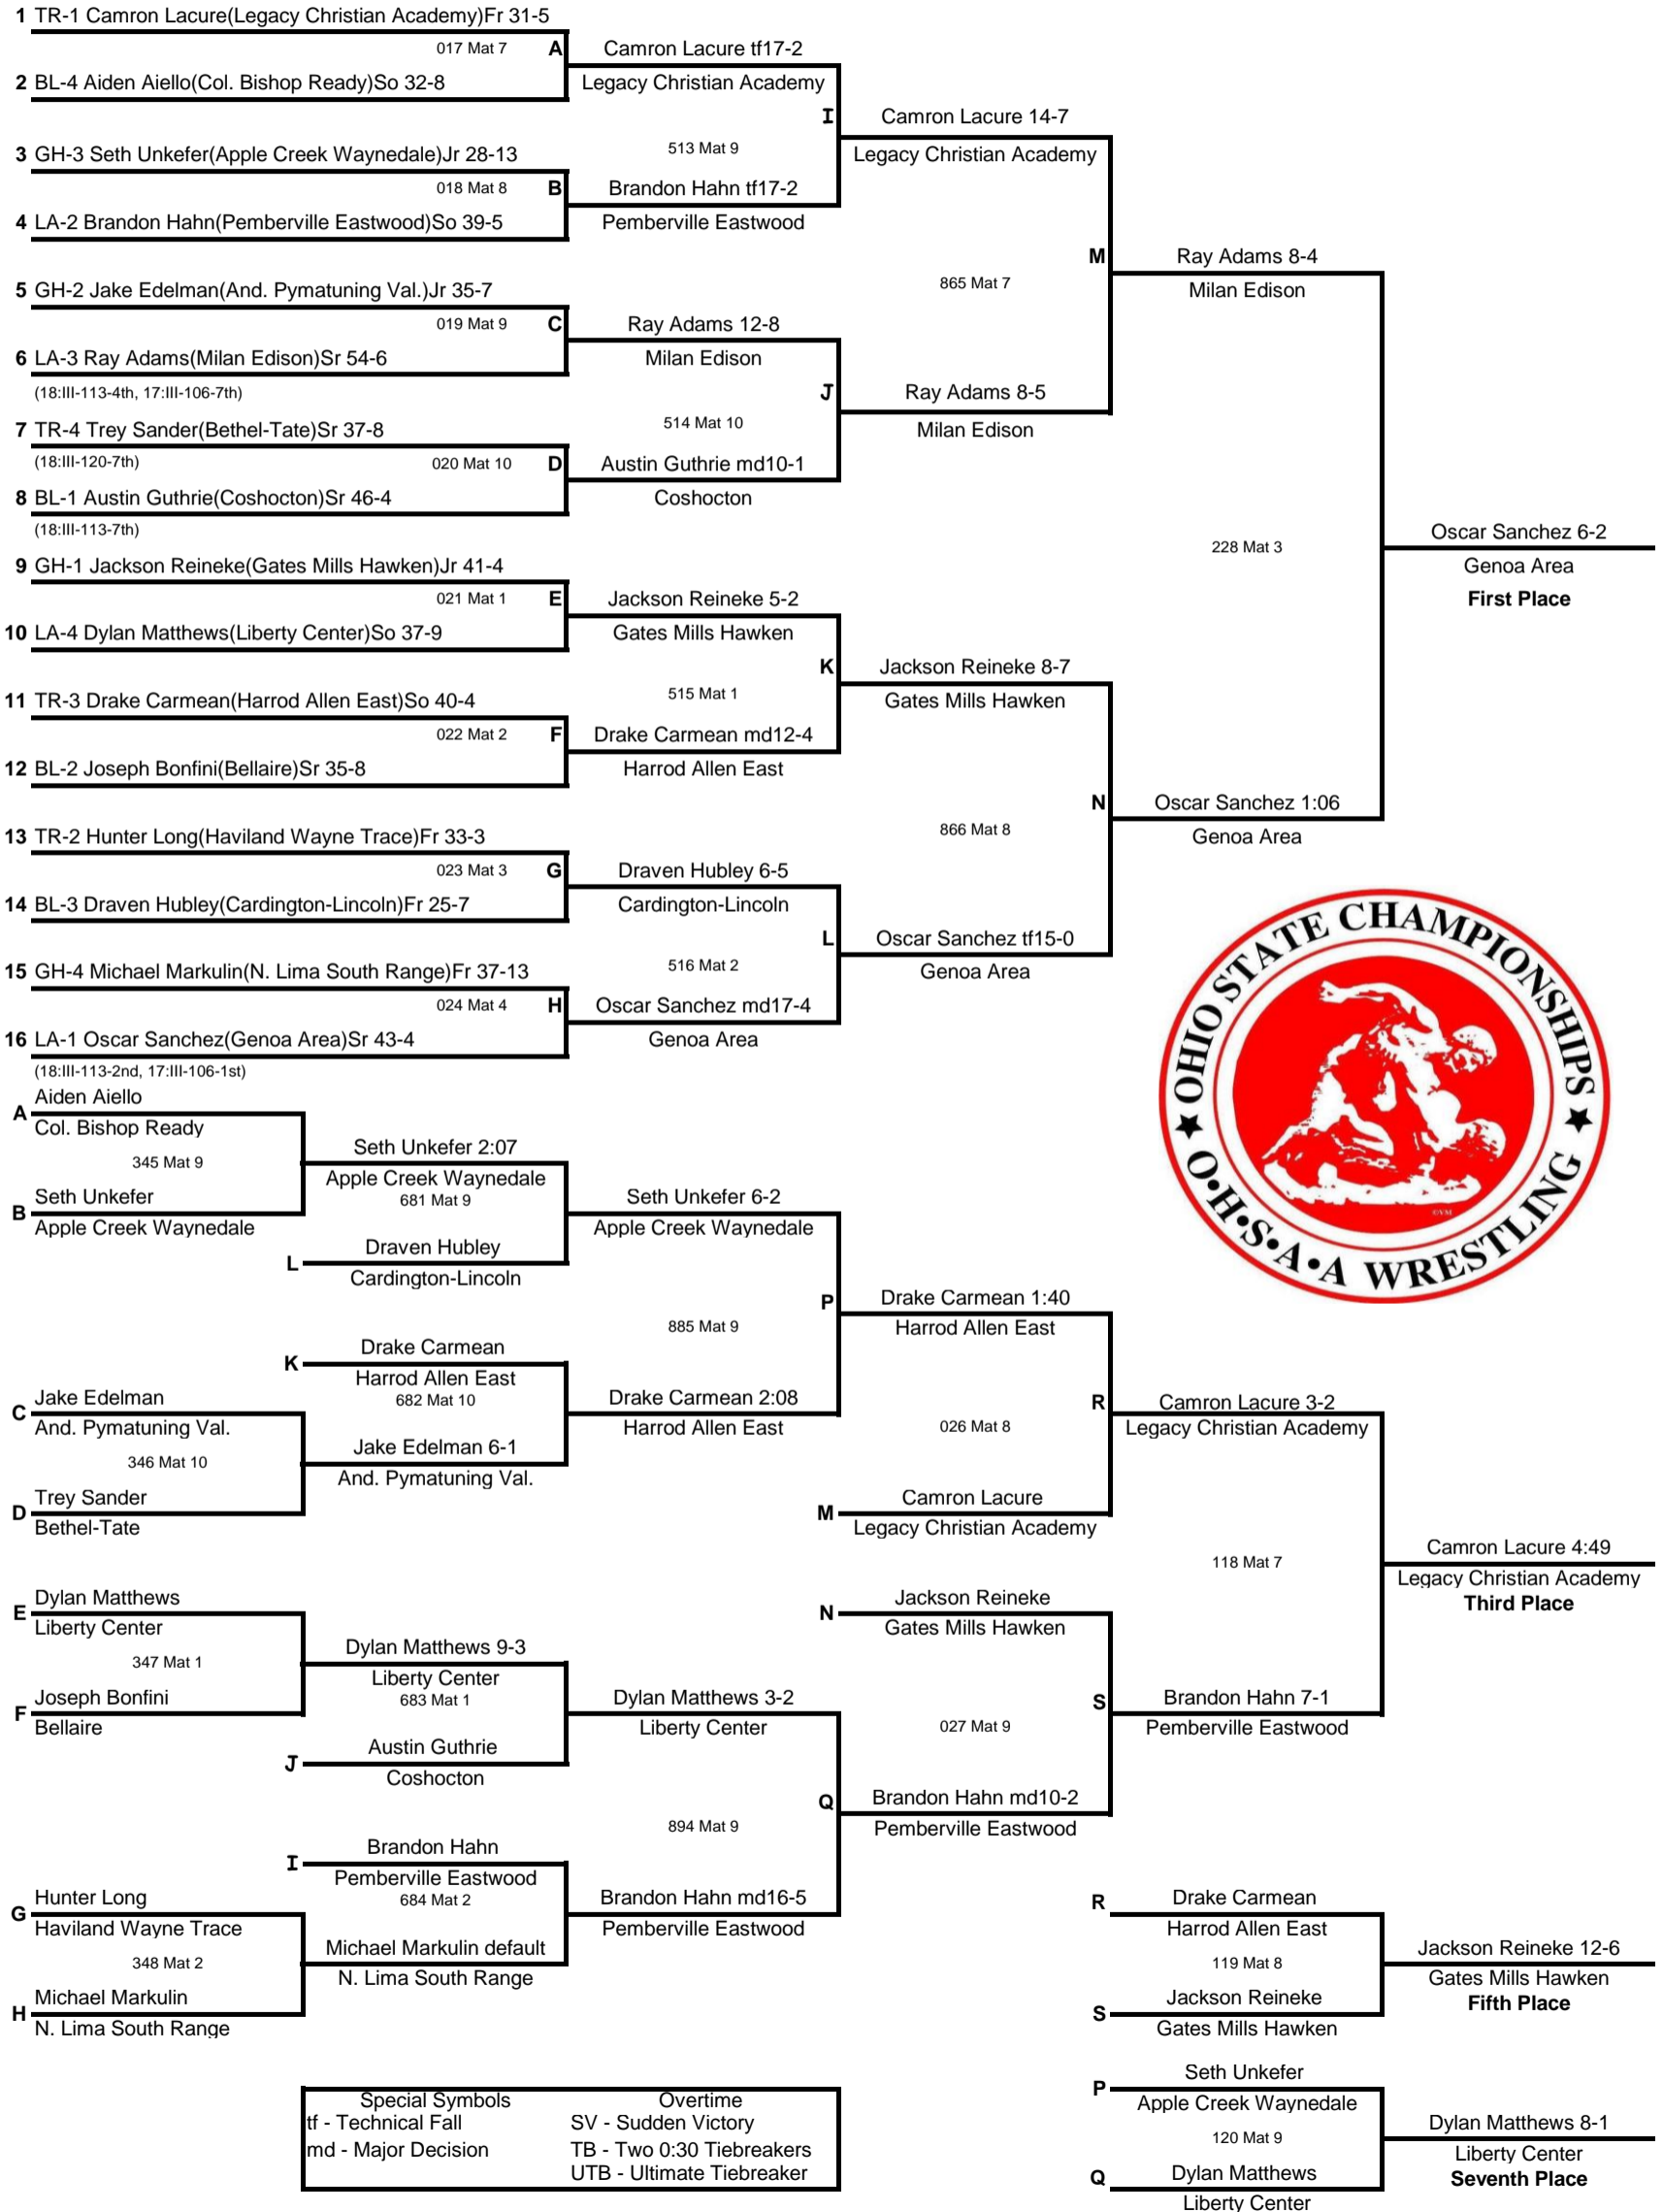 1 TR-1 Camron Lacure(Legacy Christian Academy)Fr 31-5
017 Mat 7 A
2 BL-4 Aiden Aiello(Col. Bishop Ready)So 32-8
Camron Lacure tf17-2
Legacy Christian Academy
3 GH-3 Seth Unkefer(Apple Creek Waynedale)Jr 28-13
018 Mat 8 B
4 LA-2 Brandon Hahn(Pemberville Eastwood)So 39-5
513 Mat 9
Brandon Hahn tf17-2
Pemberville Eastwood
I
Camron Lacure 14-7
Legacy Christian Academy
5 GH-2 Jake Edelman(And. Pymatuning Val.)Jr 35-7
019 Mat 9 C
6 LA-3 Ray Adams(Milan Edison)Sr 54-6
(18:III-113-4th, 17:III-106-7th)
Ray Adams 12-8
Milan Edison
7 TR-4 Trey Sander(Bethel-Tate)Sr 37-8
(18:III-120-7th)
020 Mat 10 D
8 BL-1 Austin Guthrie(Coshocton)Sr 46-4
(18:III-113-7th)
514 Mat 10
Austin Guthrie md10-1
Coshocton
J
Ray Adams 8-5
Milan Edison
M
865 Mat 7
Ray Adams 8-4
Milan Edison
9 GH-1 Jackson Reineke(Gates Mills Hawken)Jr 41-4
021 Mat 1 E
10 LA-4 Dylan Matthews(Liberty Center)So 37-9
Jackson Reineke 5-2
Gates Mills Hawken
11 TR-3 Drake Carmean(Harrod Allen East)So 40-4
022 Mat 2 F
12 BL-2 Joseph Bonfini(Bellaire)Sr 35-8
515 Mat 1
Drake Carmean md12-4
Harrod Allen East
K
Jackson Reineke 8-7
Gates Mills Hawken
13 TR-2 Hunter Long(Haviland Wayne Trace)Fr 33-3
023 Mat 3 G
14 BL-3 Draven Hubley(Cardington-Lincoln)Fr 25-7
Draven Hubley 6-5
Cardington-Lincoln
15 GH-4 Michael Markulin(N. Lima South Range)Fr 37-13
024 Mat 4 H
16 LA-1 Oscar Sanchez(Genoa Area)Sr 43-4
(18:III-113-2nd, 17:III-106-1st)
516 Mat 2
Oscar Sanchez md17-4
Genoa Area
L
Oscar Sanchez tf15-0
Genoa Area
N
866 Mat 8
Oscar Sanchez 1:06
Genoa Area
228 Mat 3
Oscar Sanchez 6-2
Genoa Area
First Place
OHIO STATE CHAMPIONSHIPS
★ O•H•S•A•A WRESTLING ★
©YM
A Aiden Aiello
Col. Bishop Ready
345 Mat 9
B Seth Unkefer
Apple Creek Waynedale
Seth Unkefer 2:07
Apple Creek Waynedale
681 Mat 9
L Draven Hubley
Cardington-Lincoln
Seth Unkefer 6-2
Apple Creek Waynedale
K Drake Carmean
Harrod Allen East
682 Mat 10
C Jake Edelman
And. Pymatuning Val.
346 Mat 10
D Trey Sander
Bethel-Tate
Jake Edelman 6-1
And. Pymatuning Val.
885 Mat 9
Drake Carmean 2:08
Harrod Allen East
P
Drake Carmean 1:40
Harrod Allen East
026 Mat 8
M Camron Lacure
Legacy Christian Academy
R
Camron Lacure 3-2
Legacy Christian Academy
E Dylan Matthews
Liberty Center
347 Mat 1
F Joseph Bonfini
Bellaire
Dylan Matthews 9-3
Liberty Center
683 Mat 1
J Austin Guthrie
Coshocton
Dylan Matthews 3-2
Liberty Center
I Brandon Hahn
Pemberville Eastwood
684 Mat 2
G Hunter Long
Haviland Wayne Trace
348 Mat 2
H Michael Markulin
N. Lima South Range
Michael Markulin default
N. Lima South Range
894 Mat 9
Brandon Hahn md16-5
Pemberville Eastwood
N Jackson Reineke
Gates Mills Hawken
027 Mat 9
Q
Brandon Hahn md10-2
Pemberville Eastwood
S
Brandon Hahn 7-1
Pemberville Eastwood
118 Mat 7
Camron Lacure 4:49
Legacy Christian Academy
Third Place
R Drake Carmean
Harrod Allen East
119 Mat 8
S Jackson Reineke
Gates Mills Hawken
Jackson Reineke 12-6
Gates Mills Hawken
Fifth Place
P Seth Unkefer
Apple Creek Waynedale
120 Mat 9
Q Dylan Matthews
Liberty Center
Dylan Matthews 8-1
Liberty Center
Seventh Place
Special Symbols Overtime
tf - Technical Fall SV - Sudden Victory
md - Major Decision TB - Two 0:30 Tiebreakers
UTB - Ultimate Tiebreaker